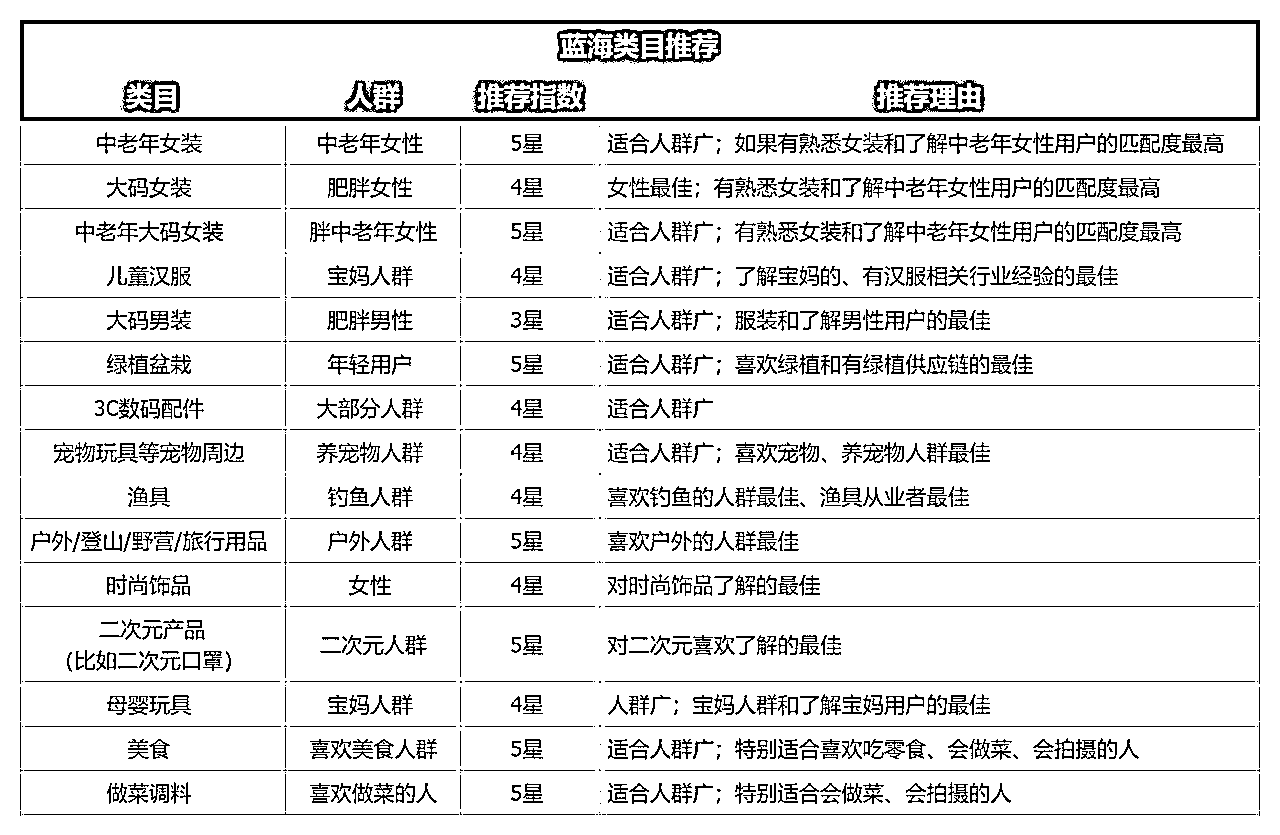 蓝海类目推荐
类目 人群 推荐指数 推荐理由
中老年女装 中老年女性 5星 适合人群广；如果有熟悉女装和了解中老年女性用户的匹配度最高
大码女装 肥胖女性 4星 女性最佳；有熟悉女装和了解中老年女性用户的匹配度最高
中老年大码女装 胖中老年女性 5星 适合人群广；有熟悉女装和了解中老年女性用户的匹配度最高
儿童汉服 宝妈人群 4星 适合人群广；了解宝妈的、有汉服相关行业经验的最佳
大码男装 肥胖男性 3星 适合人群广；服装和了解男性用户的最佳
绿植盆栽 年轻用户 5星 适合人群广；喜欢绿植和有绿植供应链的最佳
3C数码配件 大部分人群 4星 适合人群广
宠物玩具等宠物周边 养宠物人群 4星 适合人群广；喜欢宠物、养宠物人群最佳
渔具 钓鱼人群 4星 喜欢钓鱼的人群最佳、渔具从业者最佳
户外/登山/野营/旅行用品 户外人群 5星 喜欢户外的人群最佳
时尚饰品 女性 4星 对时尚饰品了解的最佳
二次元产品
(比如二次元口罩) 二次元人群 5星 对二次元喜欢了解的最佳
母婴玩具 宝妈人群 4星 人群广；宝妈人群和了解宝妈用户的最佳
美食 喜欢美食人群 5星 适合人群广；特别适合喜欢吃零食、会做菜、会拍摄的人
做菜调料 喜欢做菜的人 5星 适合人群广；特别适合会做菜、会拍摄的人